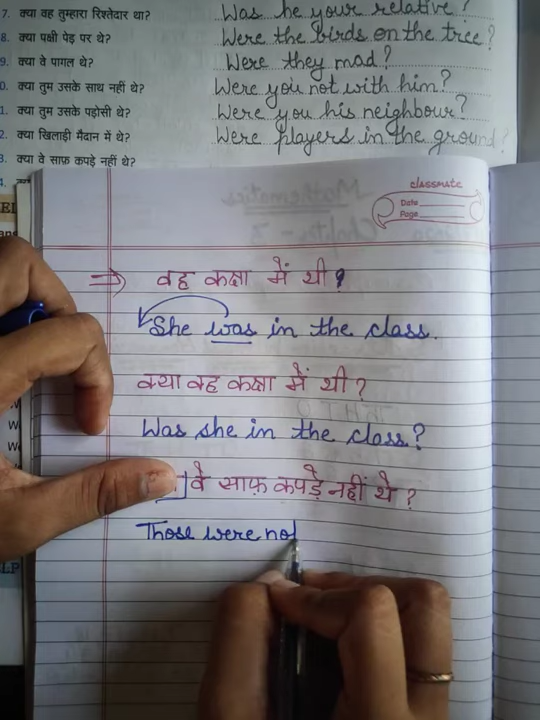 7. क्या वह तुम्हारा रिश्तेदार था? Was he your relative?
8. क्या पक्षी पेड़ पर थे? Were the birds on the tree?
9. क्या वे पागल थे? Were they mad?
0. क्या तुम उसके साथ नहीं थे? Were you not with him?
1. क्या तुम उसके पड़ोसी थे? Were you his neighbour?
2. क्या खिलाड़ी मैदान में थे? Were players in the ground?
3. क्या वे साफ़ कपड़े नहीं थे?
classmate
Date
Page
Mathematics
⇒ वह कक्षा में थी?
She was in the class.
क्या वह कक्षा में थी?
Was she in the class?
वे साफ़ कपड़े नहीं थे?
Those were not